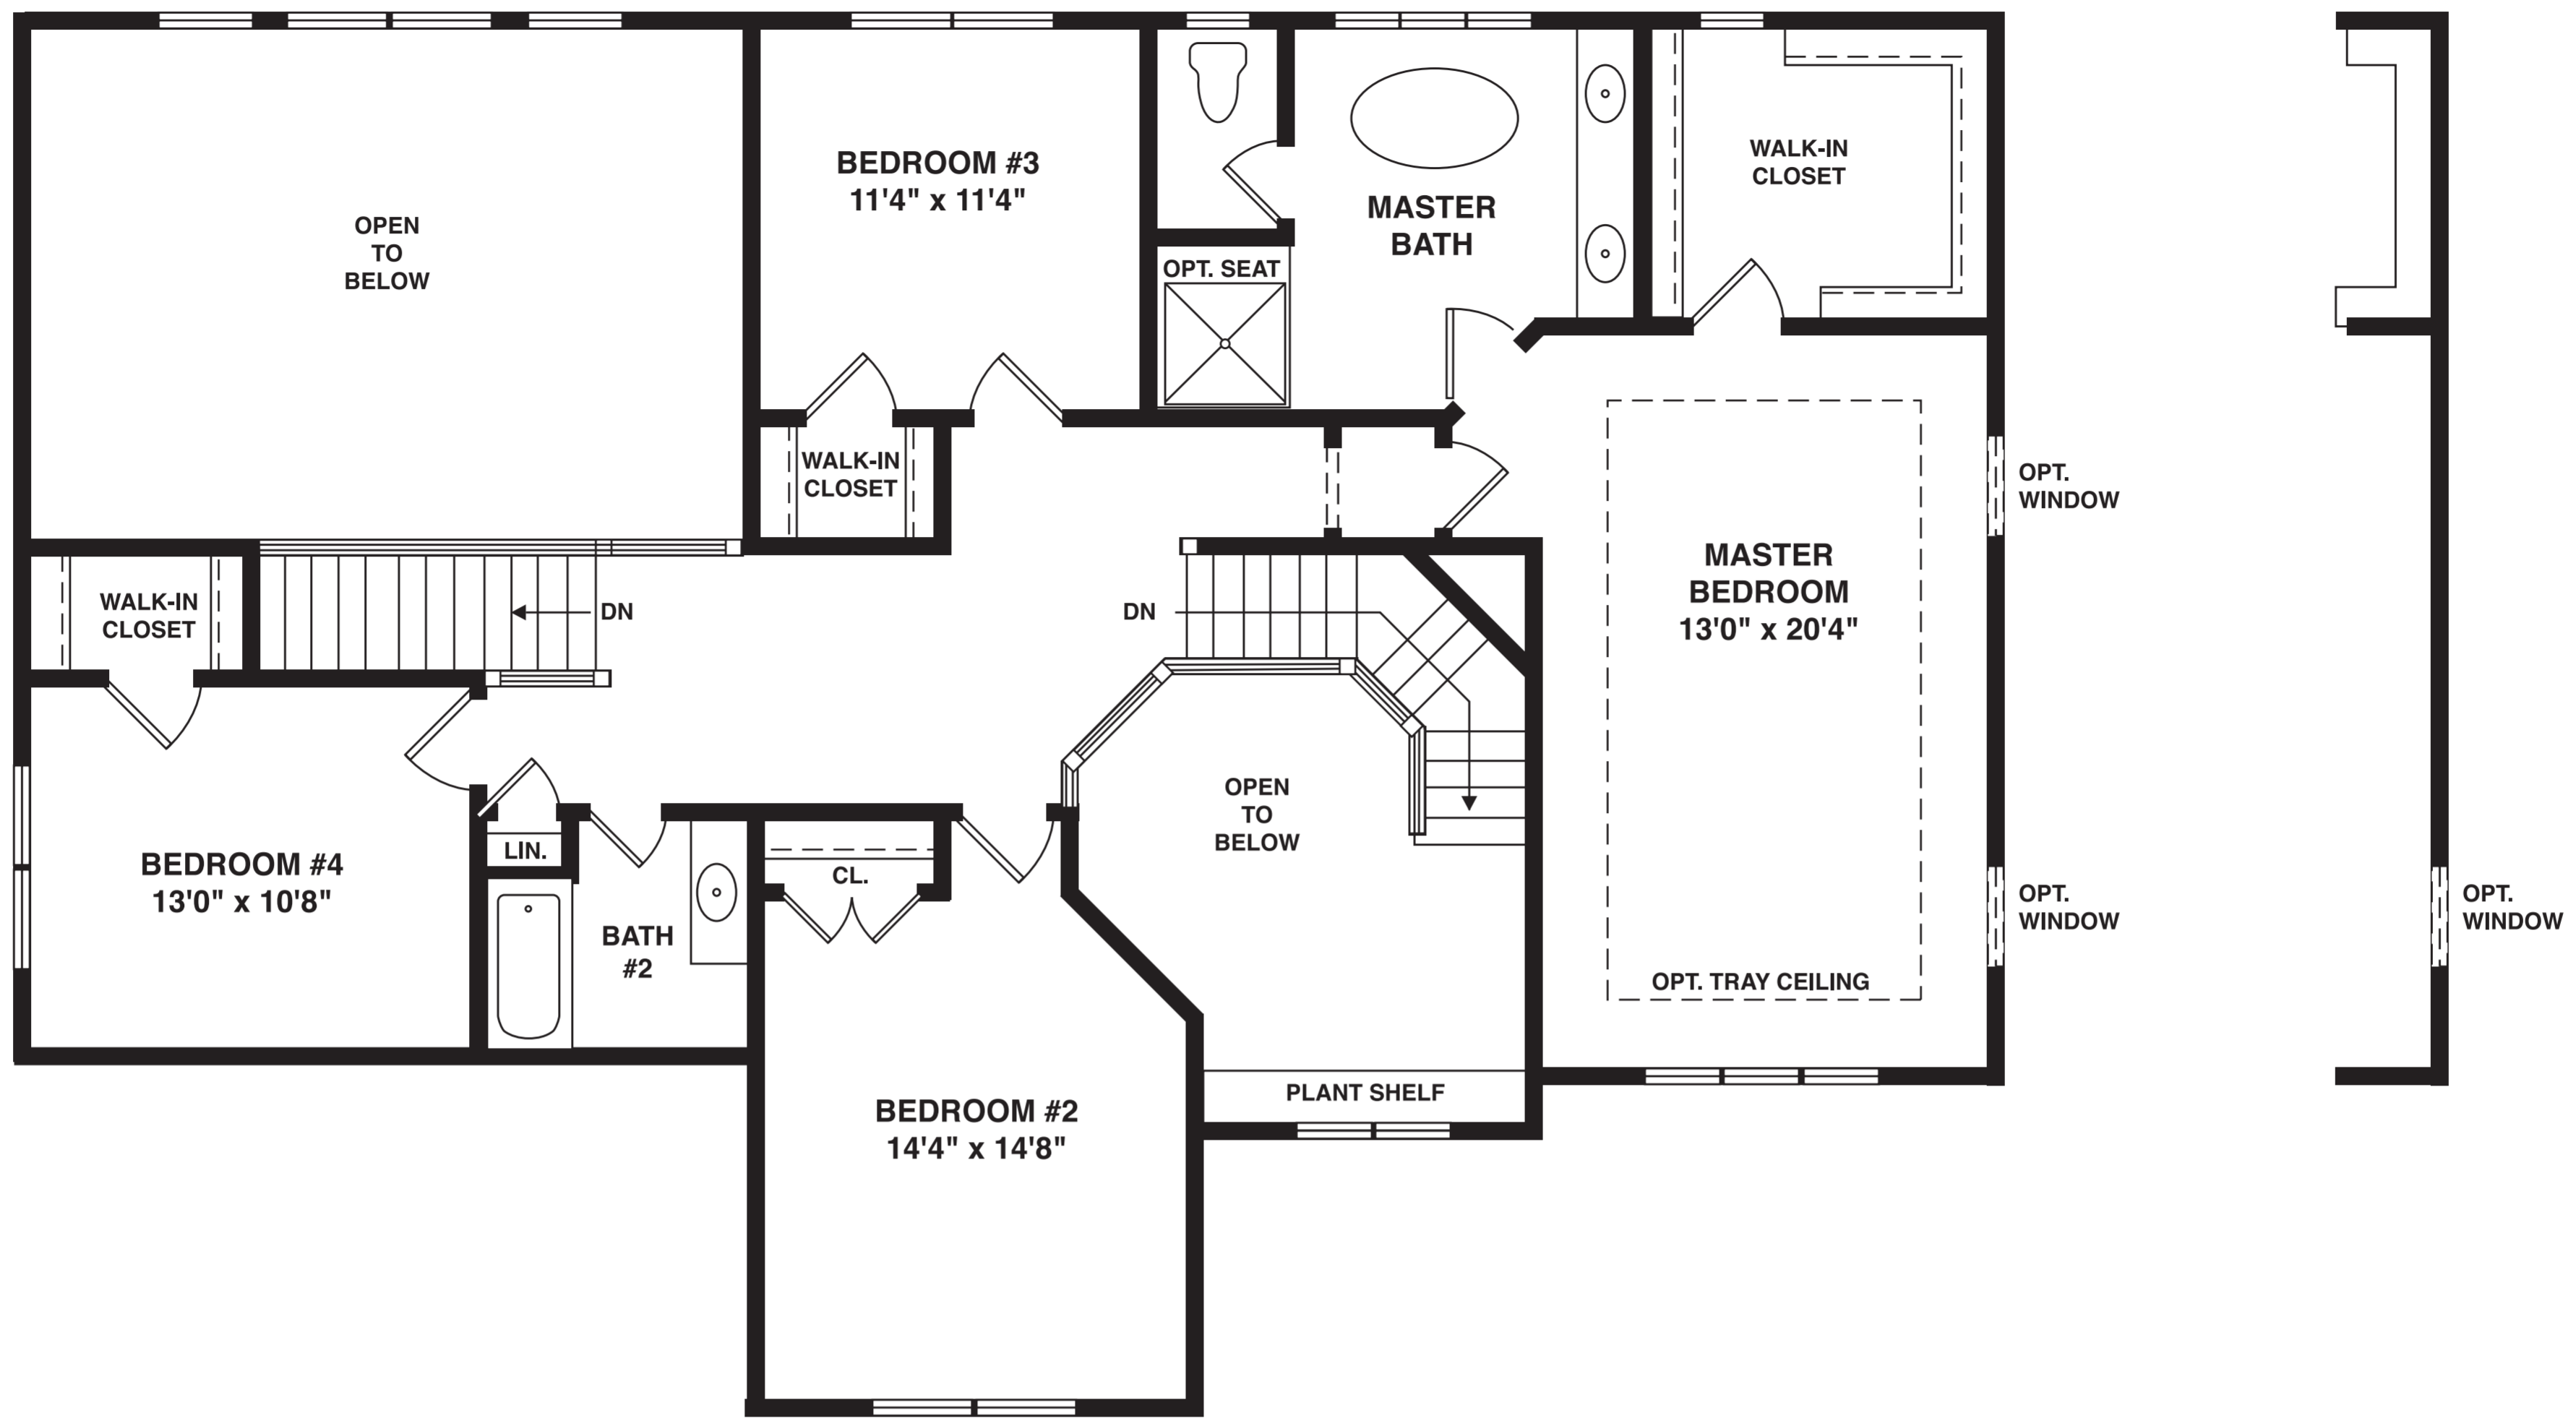 OPEN
TO
BELOW
BEDROOM #3
11'4" x 11'4"
WALK-IN
CLOSET
OPT. SEAT
MASTER
BATH
WALK-IN
CLOSET
WALK-IN
CLOSET
DN
DN
MASTER
BEDROOM
13'0" x 20'4"
OPT. TRAY CEILING
OPT.
WINDOW
OPT.
WINDOW
OPT.
WINDOW
BEDROOM #4
13'0" x 10'8"
LIN.
BATH
#2
CL.
OPEN
TO
BELOW
PLANT SHELF
BEDROOM #2
14'4" x 14'8"